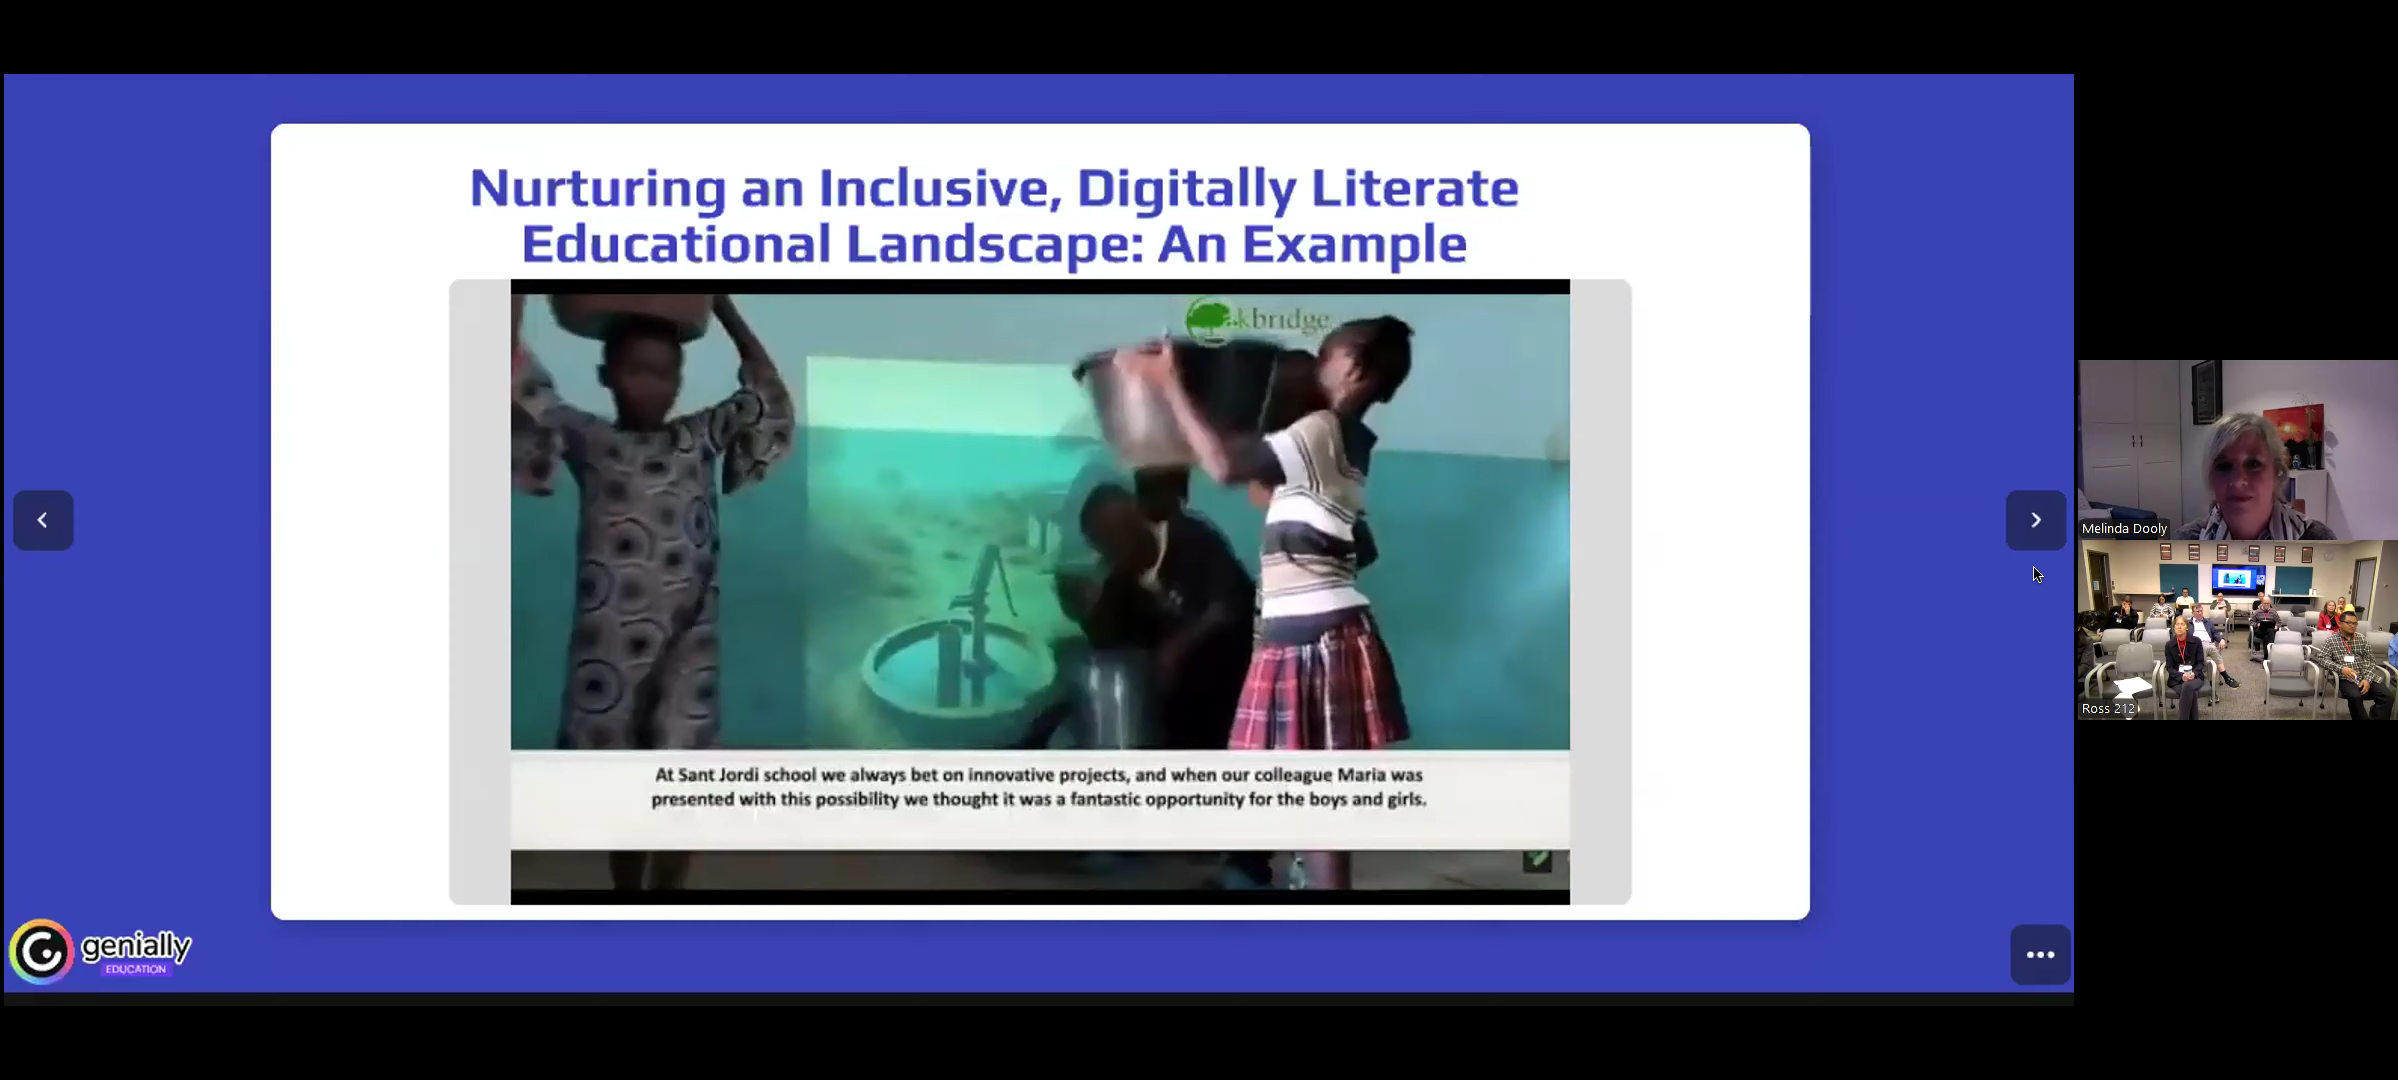 Nurturing an Inclusive, Digitally Literate
Educational Landscape: An Example
akbridge
At Sant Jordi school we always bet on innovative projects, and when our colleague Maria was
presented with this possibility we thought it was a fantastic opportunity for the boys and girls.
Melinda Dooly
Ross 212
genially
EDUCATION